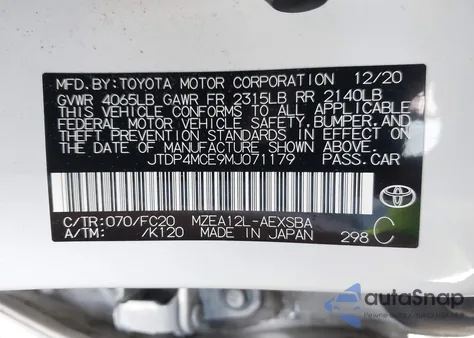 MFD. BY: TOYOTA MOTOR CORPORATION 12/20
GVWR 4065LB GAWR FR 2315LB RR 2140LB
THIS VEHICLE CONFORMS TO ALL APPLICABLE
FEDERAL MOTOR VEHICLE SAFETY, BUMPER, AND
THEFT PREVENTION STANDARDS IN EFFECT ON
THE DATE OF MANUFACTURE SHOWN ABOVE.
JTDP4MCE9MJ071179 PASS.CAR
C/TR:070/FC20 MZEA12L-AEXSBA
A/TM: /K120 MADE IN JAPAN 298 C
TOYOTA
autoSnap